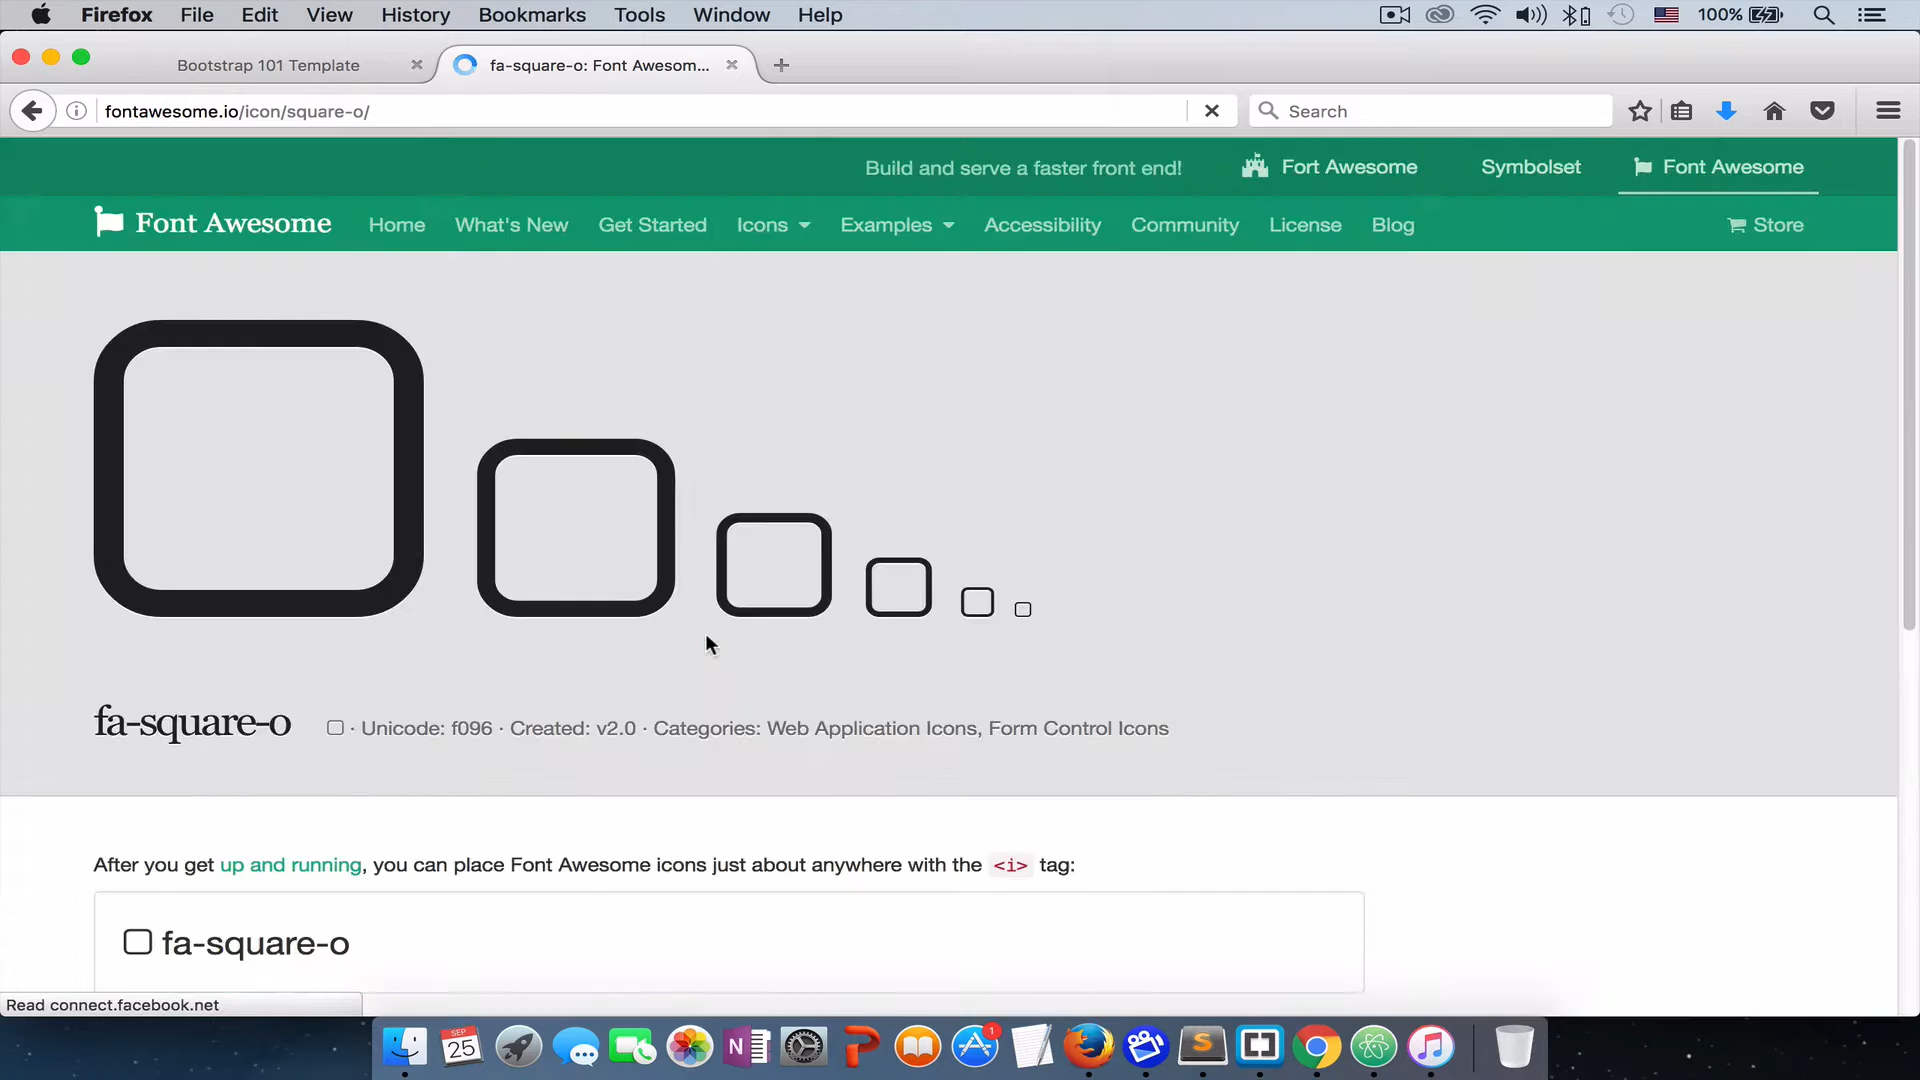 Firefox File Edit View History Bookmarks Tools Window Help 100%
Bootstrap 101 Template
fa-square-o: Font Awesom...
fontawesome.io/icon/square-o/
Search
Build and serve a faster front end! Fort Awesome Symbolset Font Awesome
Font Awesome Home What's New Get Started Icons Examples Accessibility Community License Blog Store
fa-square-o · Unicode: f096 · Created: v2.0 · Categories: Web Application Icons, Form Control Icons
After you get up and running, you can place Font Awesome icons just about anywhere with the <i> tag:
fa-square-o
Read connect.facebook.net
SEP
25
N
P
1
S